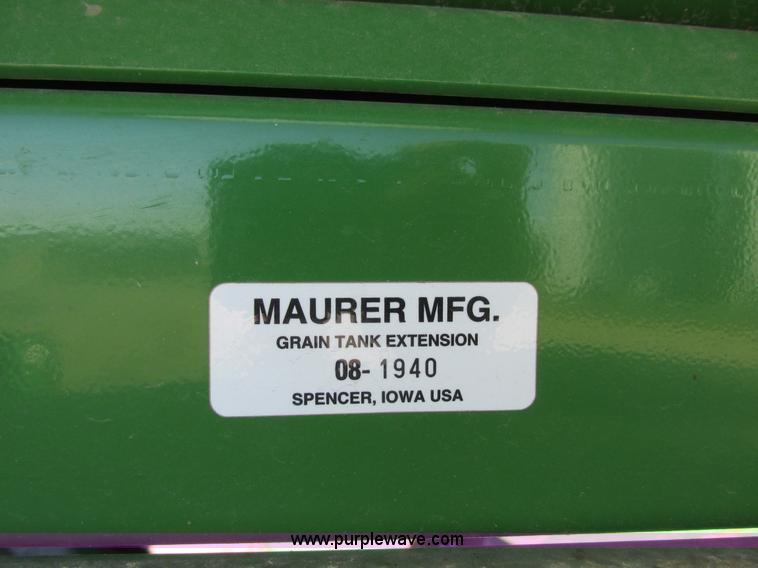 MAURER MFG.
GRAIN TANK EXTENSION
08-1940
SPENCER, IOWA USA
www.purplewave.com